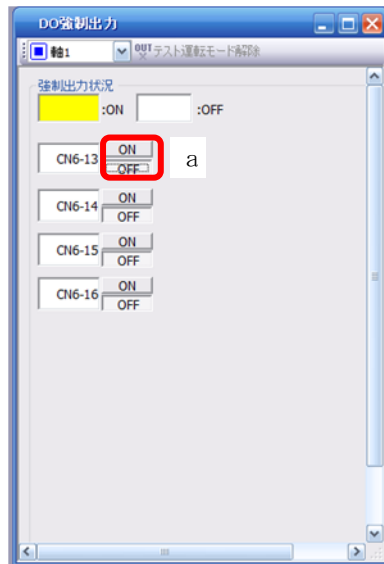 DO強制出力
軸1 OUT テスト運転モード解除
強制出力状況
:ON :OFF
CN6-13 ON OFF a
CN6-14 ON OFF
CN6-15 ON OFF
CN6-16 ON OFF